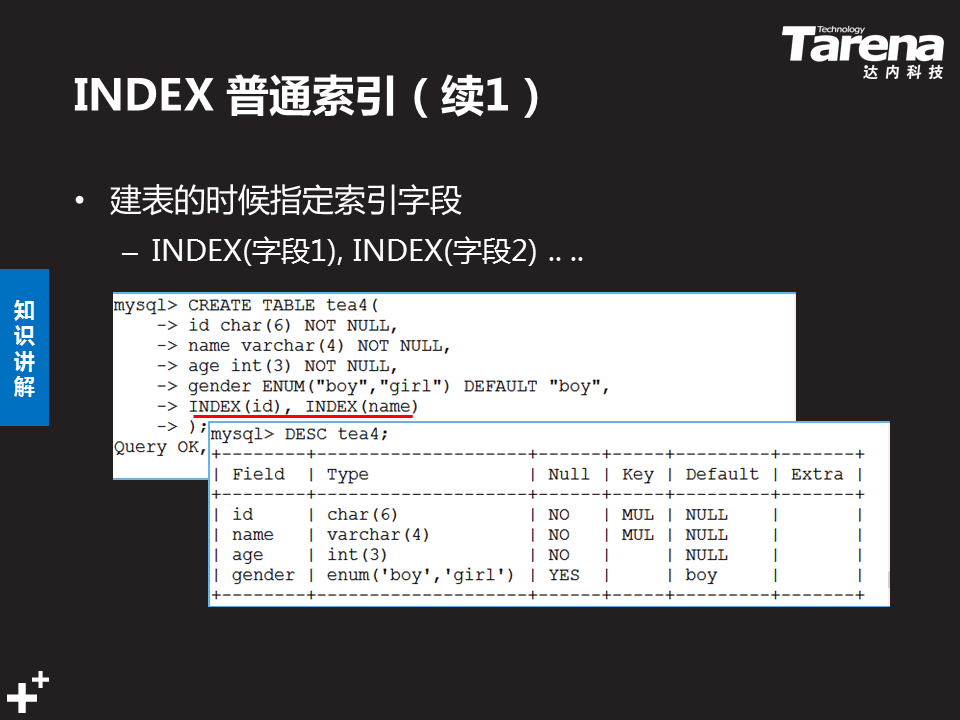 Technology
Tarena
达内科技
INDEX 普通索引（续1）
• 建表的时候指定索引字段
– INDEX(字段1), INDEX(字段2) .. ..
知识讲解
mysql> CREATE TABLE tea4(
    -> id char(6) NOT NULL,
    -> name varchar(4) NOT NULL,
    -> age int(3) NOT NULL,
    -> gender ENUM("boy","girl") DEFAULT "boy",
    -> INDEX(id), INDEX(name)
    -> );
Query OK,
mysql> DESC tea4;
+--------+--------------------+------+-----+---------+-------+
| Field  | Type               | Null | Key | Default | Extra |
+--------+--------------------+------+-----+---------+-------+
| id     | char(6)            | NO   | MUL | NULL    |       |
| name   | varchar(4)         | NO   | MUL | NULL    |       |
| age    | int(3)             | NO   |     | NULL    |       |
| gender | enum('boy','girl') | YES  |     | boy     |       |
+--------+--------------------+------+-----+---------+-------+